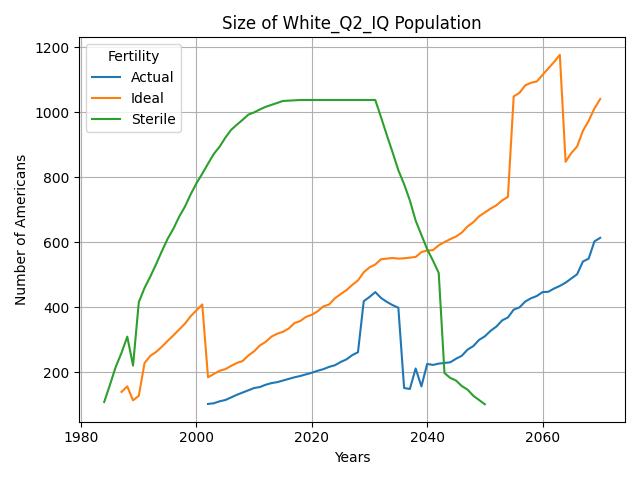 Size of White_Q2_IQ Population
Fertility
Actual
Ideal
Sterile
Number of Americans
1200
1000
800
600
400
200
1980
2000
2020
2040
2060
Years